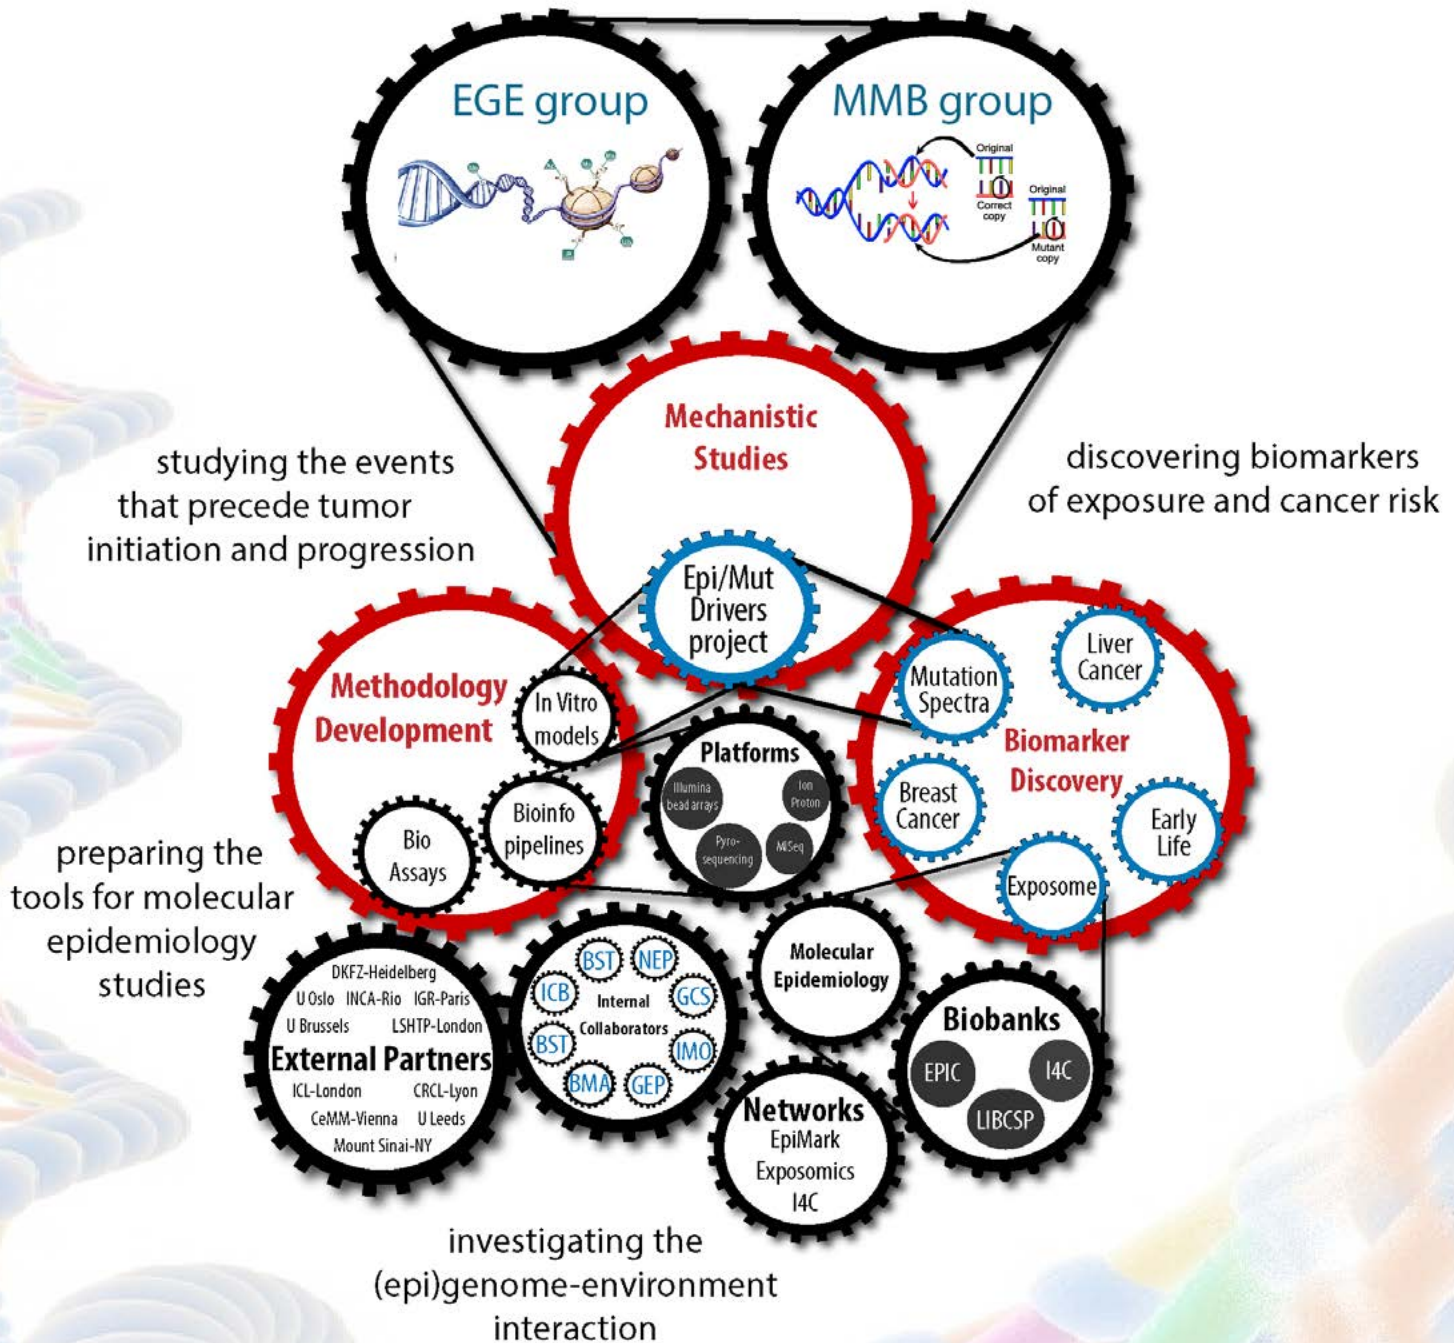 EGE group
MMB group
Original
Correct
copy
Original
Mutant
copy
Mechanistic
Studies
studying the events
that precede tumor
initiation and progression
discovering biomarkers
of exposure and cancer risk
Epi/Mut
Drivers
project
Methodology
Development
In Vitro
models
Bioinfo
pipelines
Bio
Assays
Platforms
Illumina
bead arrays
Ion
Proton
Pyro-
sequencing
MiSeq
Mutation
Spectra
Liver
Cancer
Biomarker
Discovery
Breast
Cancer
Early
Life
Exposome
preparing the
tools for molecular
epidemiology
studies
DKFZ-Heidelberg
U Oslo INCA-Rio IGR-Paris
U Brussels LSHTP-London
External Partners
ICL-London CRCL-Lyon
CeMM-Vienna U Leeds
Mount Sinai-NY
BST NEP
ICB GCS
Internal
Collaborators
BST IMO
BMA GEP
Molecular
Epidemiology
Biobanks
EPIC I4C
LIBCSP
Networks
EpiMark
Exposomics
I4C
investigating the
(epi)genome-environment
interaction